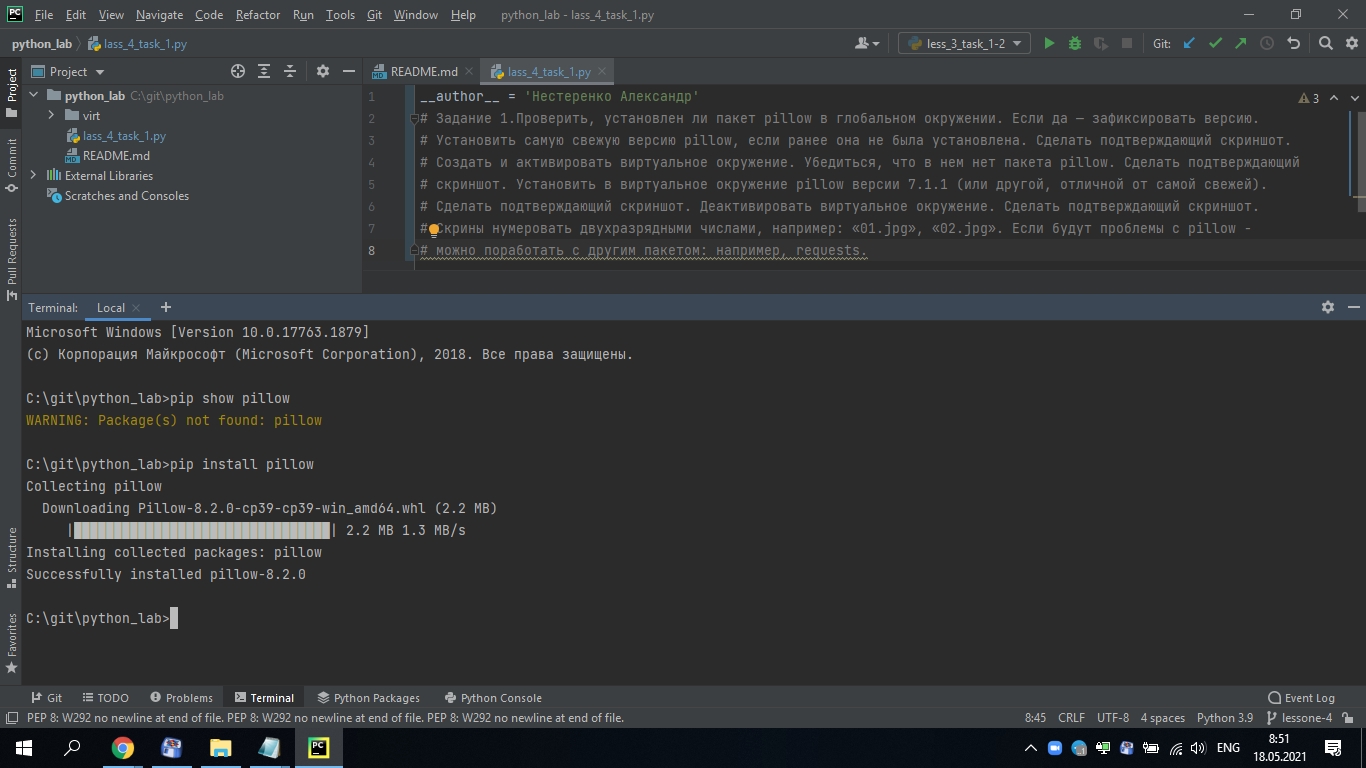 File Edit View Navigate Code Refactor Run Tools Git Window Help python_lab - lass_4_task_1.py
python_lab lass_4_task_1.py less_3_task_1-2 Git:
Project README.md lass_4_task_1.py
python_lab C:\git\python_lab
virt
lass_4_task_1.py
README.md
External Libraries
Scratches and Consoles
Project
Commit
Pull Requests
Structure
Favorites
3
1 __author__ = 'Нестеренко Александр'
2 # Задание 1.Проверить, установлен ли пакет pillow в глобальном окружении. Если да — зафиксировать версию.
3 # Установить самую свежую версию pillow, если ранее она не была установлена. Сделать подтверждающий скриншот.
4 # Создать и активировать виртуальное окружение. Убедиться, что в нем нет пакета pillow. Сделать подтверждающий
5 # скриншот. Установить в виртуальное окружение pillow версии 7.1.1 (или другой, отличной от самой свежей).
6 # Сделать подтверждающий скриншот. Деактивировать виртуальное окружение. Сделать подтверждающий скриншот.
7 # Скрины нумеровать двухразрядными числами, например: «01.jpg», «02.jpg». Если будут проблемы с pillow -
8 # можно поработать с другим пакетом: например, requests.
Terminal: Local
Microsoft Windows [Version 10.0.17763.1879]
(c) Корпорация Майкрософт (Microsoft Corporation), 2018. Все права защищены.
C:\git\python_lab>pip show pillow
WARNING: Package(s) not found: pillow
C:\git\python_lab>pip install pillow
Collecting pillow
Downloading Pillow-8.2.0-cp39-cp39-win_amd64.whl (2.2 MB)
2.2 MB 1.3 MB/s
Installing collected packages: pillow
Successfully installed pillow-8.2.0
C:\git\python_lab>
Git TODO Problems Terminal Python Packages Python Console Event Log
PEP 8: W292 no newline at end of file. PEP 8: W292 no newline at end of file. PEP 8: W292 no newline at end of file. 8:45 CRLF UTF-8 4 spaces Python 3.9 lessone-4
ENG 8:51
18.05.2021